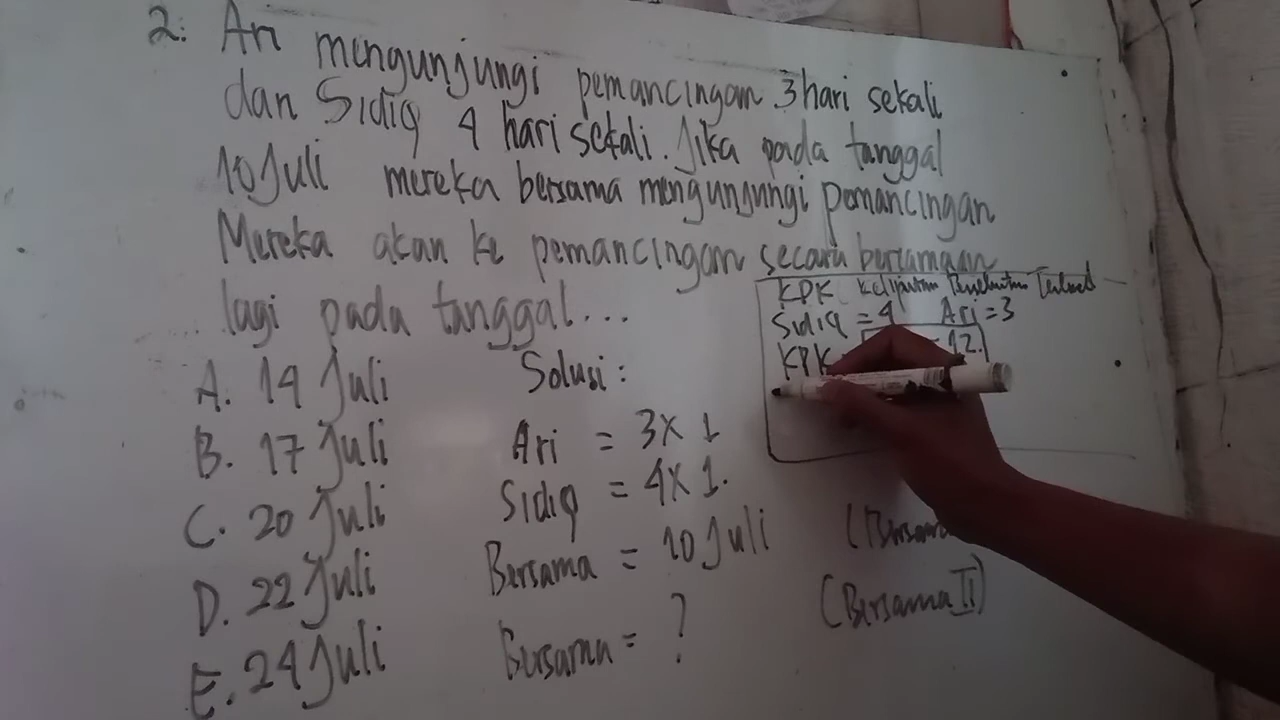 2. Ari mengunjungi pemancingan 3 hari sekali
dan Sidiq 4 hari sekali. Jika pada tanggal
10 Juli mereka bersama mengunjungi pemancingan
Mereka akan ke pemancingan secara bersamaan
lagi pada tanggal...
A. 14 Juli
B. 17 Juli
C. 20 Juli
D. 22 Juli
E. 24 Juli
Solusi:
Ari = 3x 1
Sidiq = 4x 1.
Bersama = 10 Juli
Bersama = ?
(Bersama II)
KPK Kelipatan Persekutuan
Sidiq = 4 Ari = 3
KPK 12.